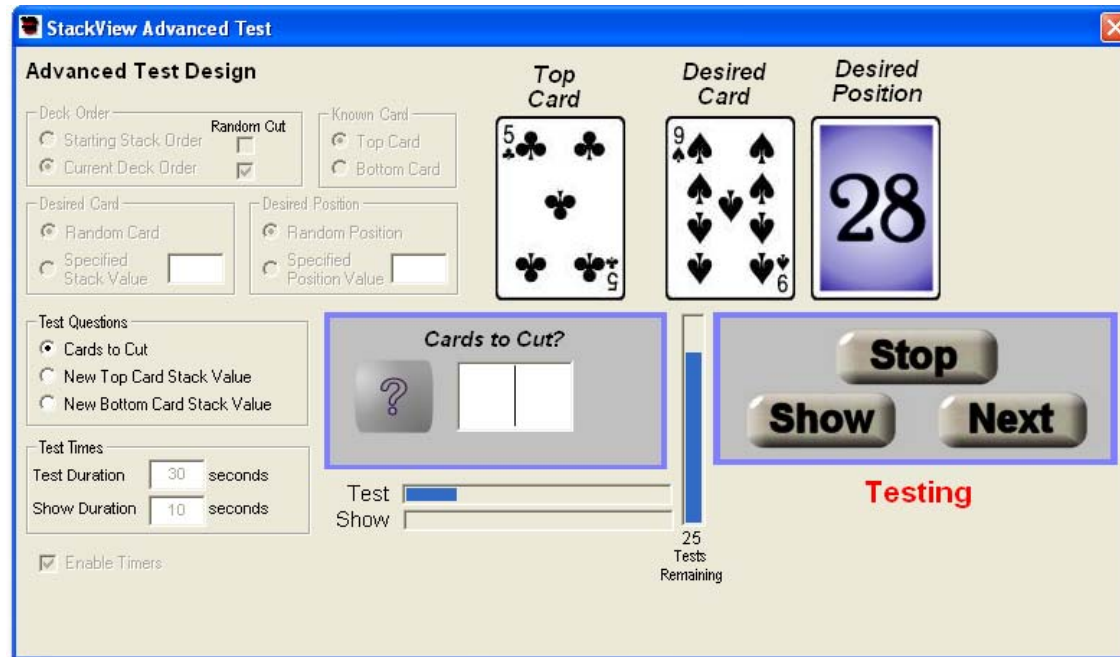 StackView Advanced Test
Advanced Test Design
Deck Order
Random Cut
Starting Stack Order
Current Deck Order
Known Card
Top Card
Bottom Card
Desired Card
Random Card
Specified
Stack Value
Desired Position
Random Position
Specified
Position Value
Top
Card
5
5
Desired
Card
9
9
Desired
Position
28
Test Questions
Cards to Cut
New Top Card Stack Value
New Bottom Card Stack Value
Cards to Cut?
?
Test Times
Test Duration 30 seconds
Show Duration 10 seconds
Enable Timers
Test
Show
25
Tests
Remaining
Stop
Show Next
Testing